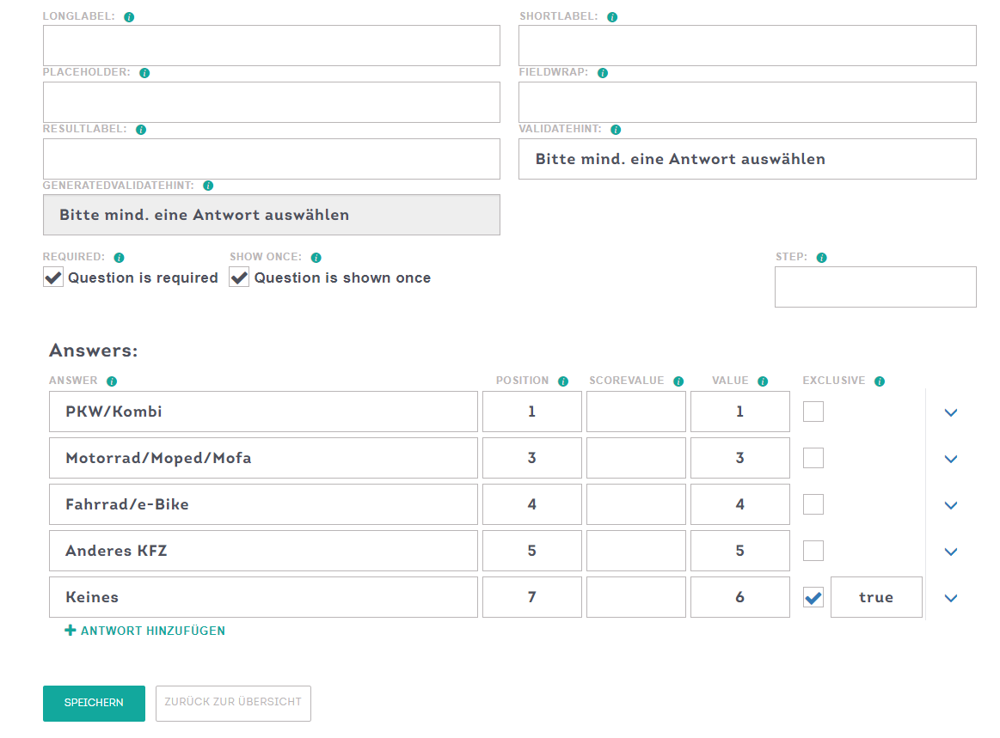 LONGLABEL: i SHORTLABEL: i
PLACEHOLDER: i FIELDWRAP: i
RESULTLABEL: i VALIDATEHINT: i
Bitte mind. eine Antwort auswählen
GENERATEDVALIDATEHINT: i
Bitte mind. eine Antwort auswählen
REQUIRED: i SHOW ONCE: i STEP: i
Question is required Question is shown once
Answers:
ANSWER i POSITION i SCOREVALUE i VALUE i EXCLUSIVE i
PKW/Kombi 1 1
Motorrad/Moped/Mofa 3 3
Fahrrad/e-Bike 4 4
Anderes KFZ 5 5
Keines 7 6 true
+ ANTWORT HINZUFÜGEN
SPEICHERN ZURÜCK ZUR ÜBERSICHT